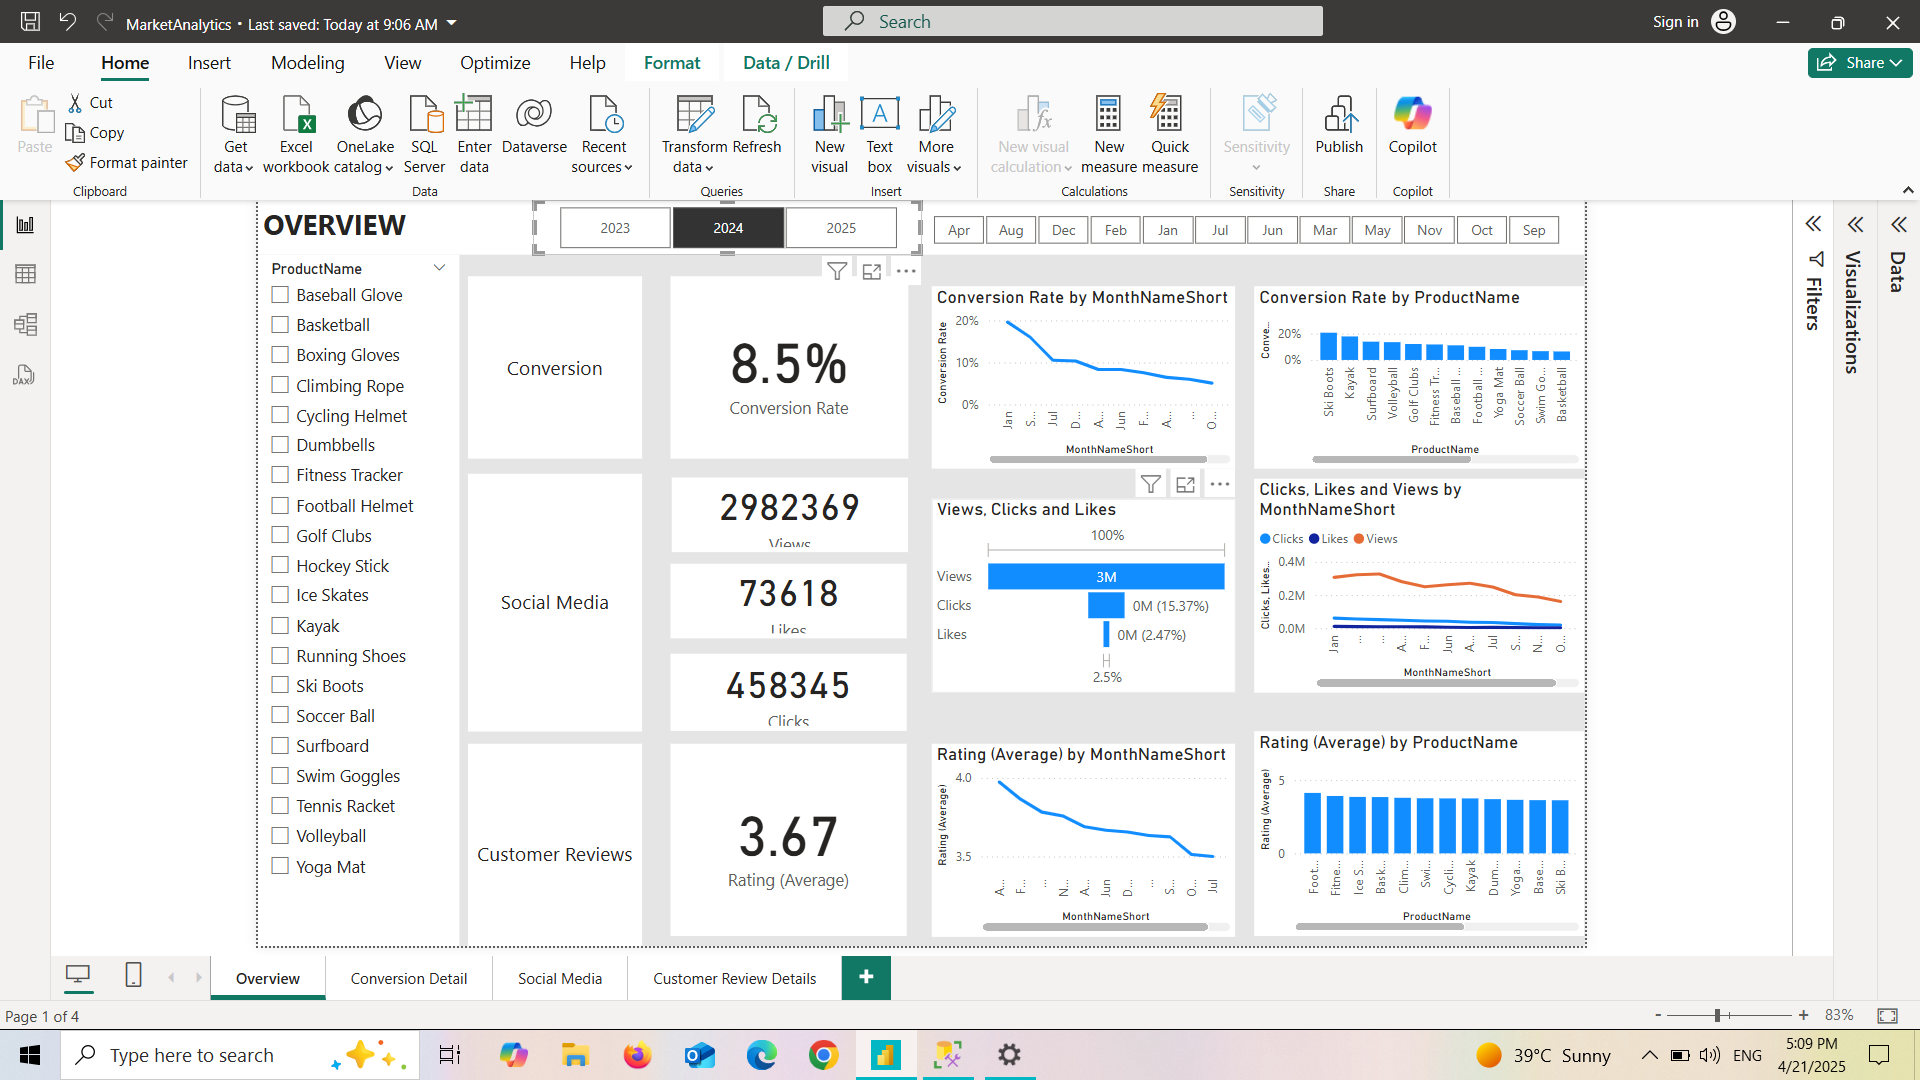 MarketAnalytics • Last saved: Today at 9:06 AM
Search
Sign in
File Home Insert Modeling View Optimize Help Format Data / Drill
Share
Paste
Cut
Copy
Format painter
Clipboard
Get data
Excel workbook
OneLake catalog
SQL Server
Enter data
Dataverse
Recent sources
Data
Transform data
Refresh
Queries
New visual
Text box
More visuals
Insert
New visual calculation
New measure
Quick measure
Calculations
Sensitivity
Sensitivity
Publish
Share
Copilot
Copilot
OVERVIEW
2023 2024 2025
Apr Aug Dec Feb Jan Jul Jun Mar May Nov Oct Sep
ProductName
Baseball Glove
Basketball
Boxing Gloves
Climbing Rope
Cycling Helmet
Dumbbells
Fitness Tracker
Football Helmet
Golf Clubs
Hockey Stick
Ice Skates
Kayak
Running Shoes
Ski Boots
Soccer Ball
Surfboard
Swim Goggles
Tennis Racket
Volleyball
Yoga Mat
Conversion
8.5%
Conversion Rate
Social Media
2982369
Views
73618
Likes
458345
Clicks
Customer Reviews
3.67
Rating (Average)
Conversion Rate by MonthNameShort
Conversion Rate
20%
10%
0%
Jan S... Jul D... A... Jun F... A... ... O...
MonthNameShort
Conversion Rate by ProductName
Conve...
20%
0%
Ski Boots Kayak Surfboard Volleyball Golf Clubs Fitness Tr... Baseball ... Football ... Yoga Mat Soccer Ball Swim Go... Basketball
ProductName
Views, Clicks and Likes
100%
Views 3M
Clicks 0M (15.37%)
Likes 0M (2.47%)
2.5%
Clicks, Likes and Views by
MonthNameShort
Clicks Likes Views
Clicks, Likes...
0.4M
0.2M
0.0M
Jan ... ... A... F... Jun A... Jul S... N... O...
MonthNameShort
Rating (Average) by MonthNameShort
Rating (Average)
4.0
3.5
A... F... ... N... A... Jun D... ... S... O... Jul
MonthNameShort
Rating (Average) by ProductName
Rating (Average)
5
0
Foot... Fitne... Ice S... Bask... Clim... Swi... Cycli... Kayak Dum... Yoga... Base... Ski B...
ProductName
Filters
Visualizations
Data
DAX
Overview Conversion Detail Social Media Customer Review Details +
Page 1 of 4
- + 83%
Type here to search
39°C Sunny
ENG
5:09 PM
4/21/2025